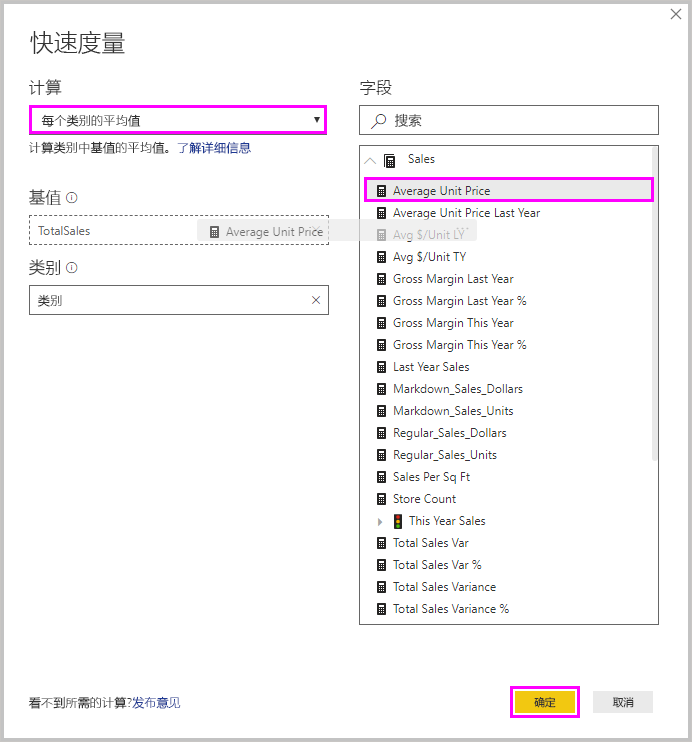 快速度量
计算
每个类别的平均值
计算类别中基值的平均值。了解详细信息
基值
TotalSales
Average Unit Price
类别
类别
看不到所需的计算?发布意见
字段
搜索
Sales
Average Unit Price
Average Unit Price Last Year
Avg $/Unit LY
Avg $/Unit TY
Gross Margin Last Year
Gross Margin Last Year %
Gross Margin This Year
Gross Margin This Year %
Last Year Sales
Markdown_Sales_Dollars
Markdown_Sales_Units
Regular_Sales_Dollars
Regular_Sales_Units
Sales Per Sq Ft
Store Count
This Year Sales
Total Sales Var
Total Sales Var %
Total Sales Variance
Total Sales Variance %
确定
取消